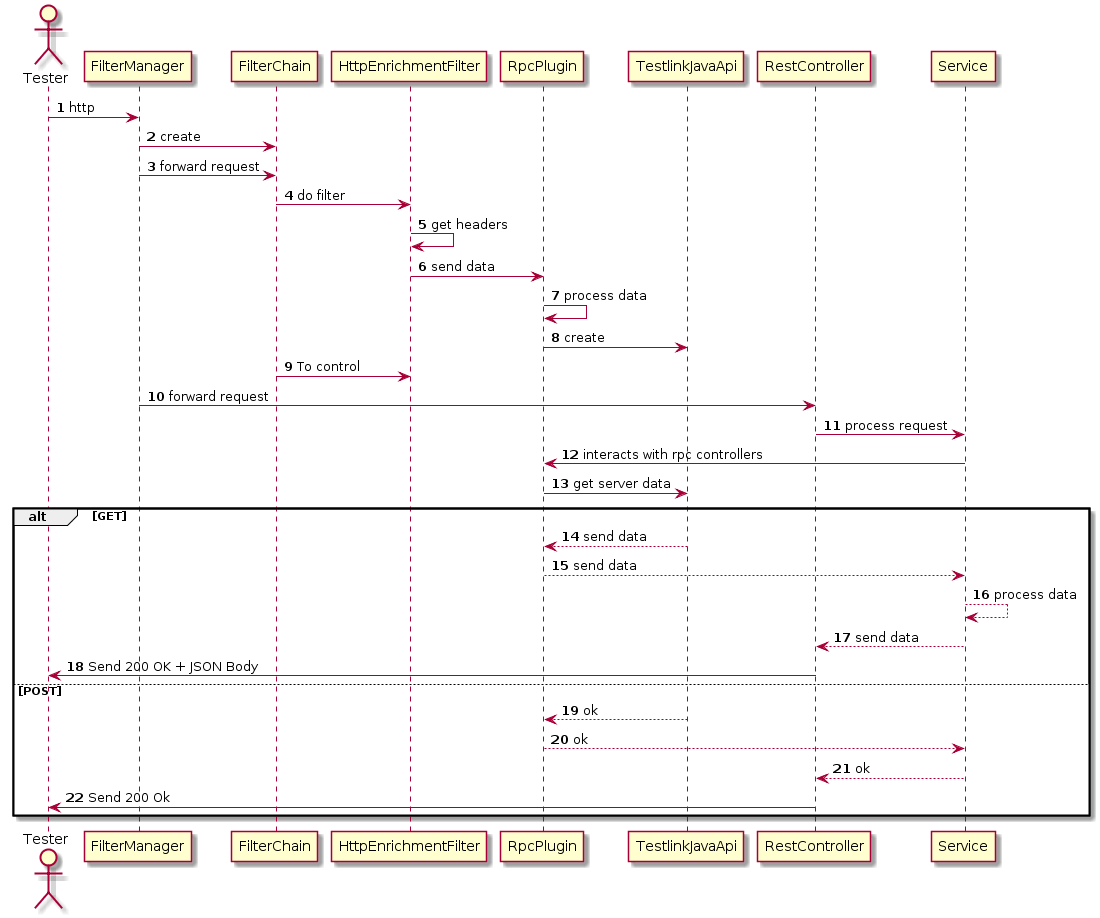 Tester
FilterManager FilterChain HttpEnrichmentFilter RpcPlugin TestlinkJavaApi RestController Service
1 http
2 create
3 forward request
4 do filter
5 get headers
6 send data
7 process data
8 create
9 To control
10 forward request
11 process request
12 interacts with rpc controllers
13 get server data
alt [GET]
14 send data
15 send data
16 process data
17 send data
18 Send 200 OK + JSON Body
[POST]
19 ok
20 ok
21 ok
22 Send 200 Ok
Tester
FilterManager FilterChain HttpEnrichmentFilter RpcPlugin TestlinkJavaApi RestController Service